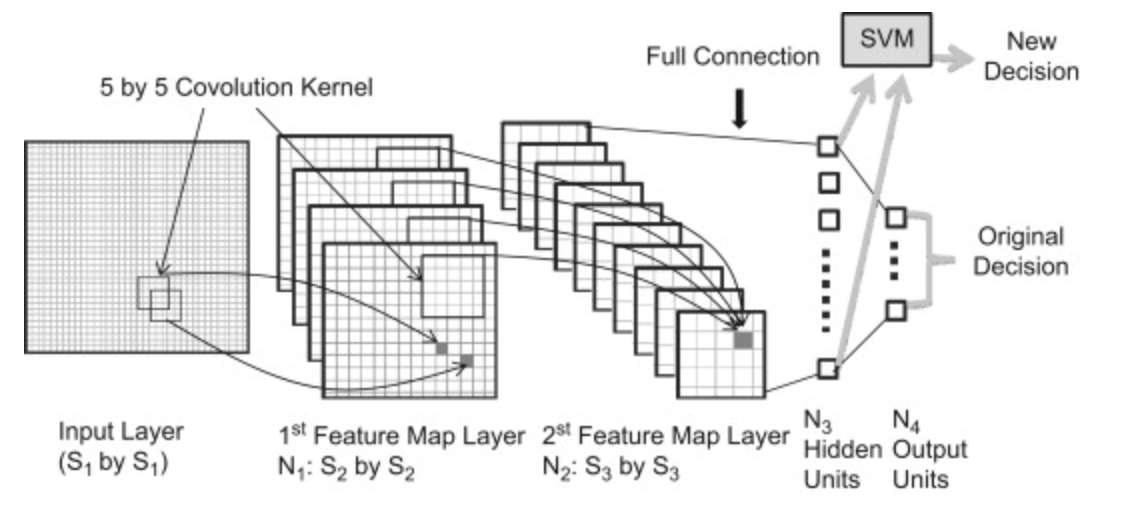 SVM
New
Decision
Full Connection
5 by 5 Covolution Kernel
Original
Decision
Input Layer
(S₁ by S₁)
1ˢᵗ Feature Map Layer
N₁: S₂ by S₂
2ˢᵗ Feature Map Layer
N₂: S₃ by S₃
N₃
Hidden
Units
N₄
Output
Units